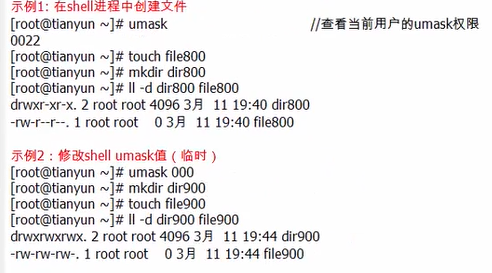 示例1: 在shell进程中创建文件
[root@tianyun ~]# umask //查看当前用户的umask权限
0022
[root@tianyun ~]# touch file800
[root@tianyun ~]# mkdir dir800
[root@tianyun ~]# ll -d dir800 file800
drwxr-xr-x. 2 root root 4096 3月 11 19:40 dir800
-rw-r--r--. 1 root root 0 3月 11 19:40 file800
示例2：修改shell umask值（临时）
[root@tianyun ~]# umask 000
[root@tianyun ~]# mkdir dir900
[root@tianyun ~]# touch file900
[root@tianyun ~]# ll -d dir900 file900
drwxrwxrwx. 2 root root 4096 3月 11 19:44 dir900
-rw-rw-rw-. 1 root root 0 3月 11 19:44 file900